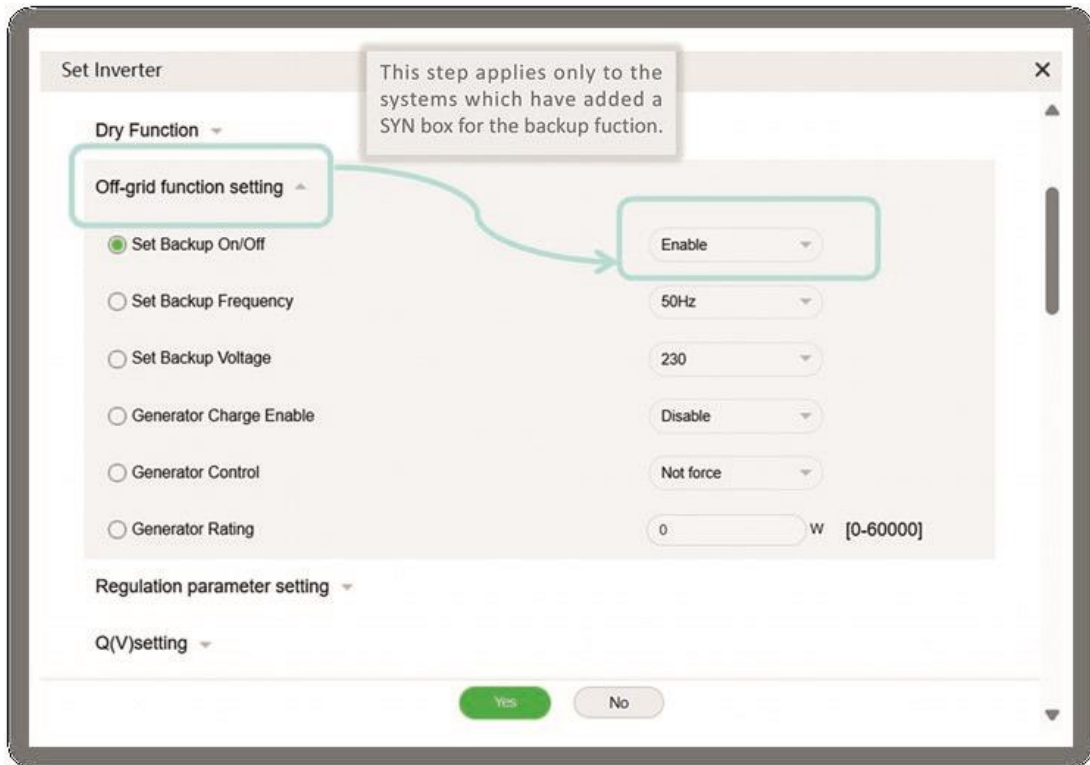 Set Inverter
This step applies only to the
systems which have added a
SYN box for the backup fuction.
Dry Function
Off-grid function setting
Set Backup On/Off Enable
Set Backup Frequency 50Hz
Set Backup Voltage 230
Generator Charge Enable Disable
Generator Control Not force
Generator Rating 0 W [0-60000]
Regulation parameter setting
Q(V)setting
Yes No